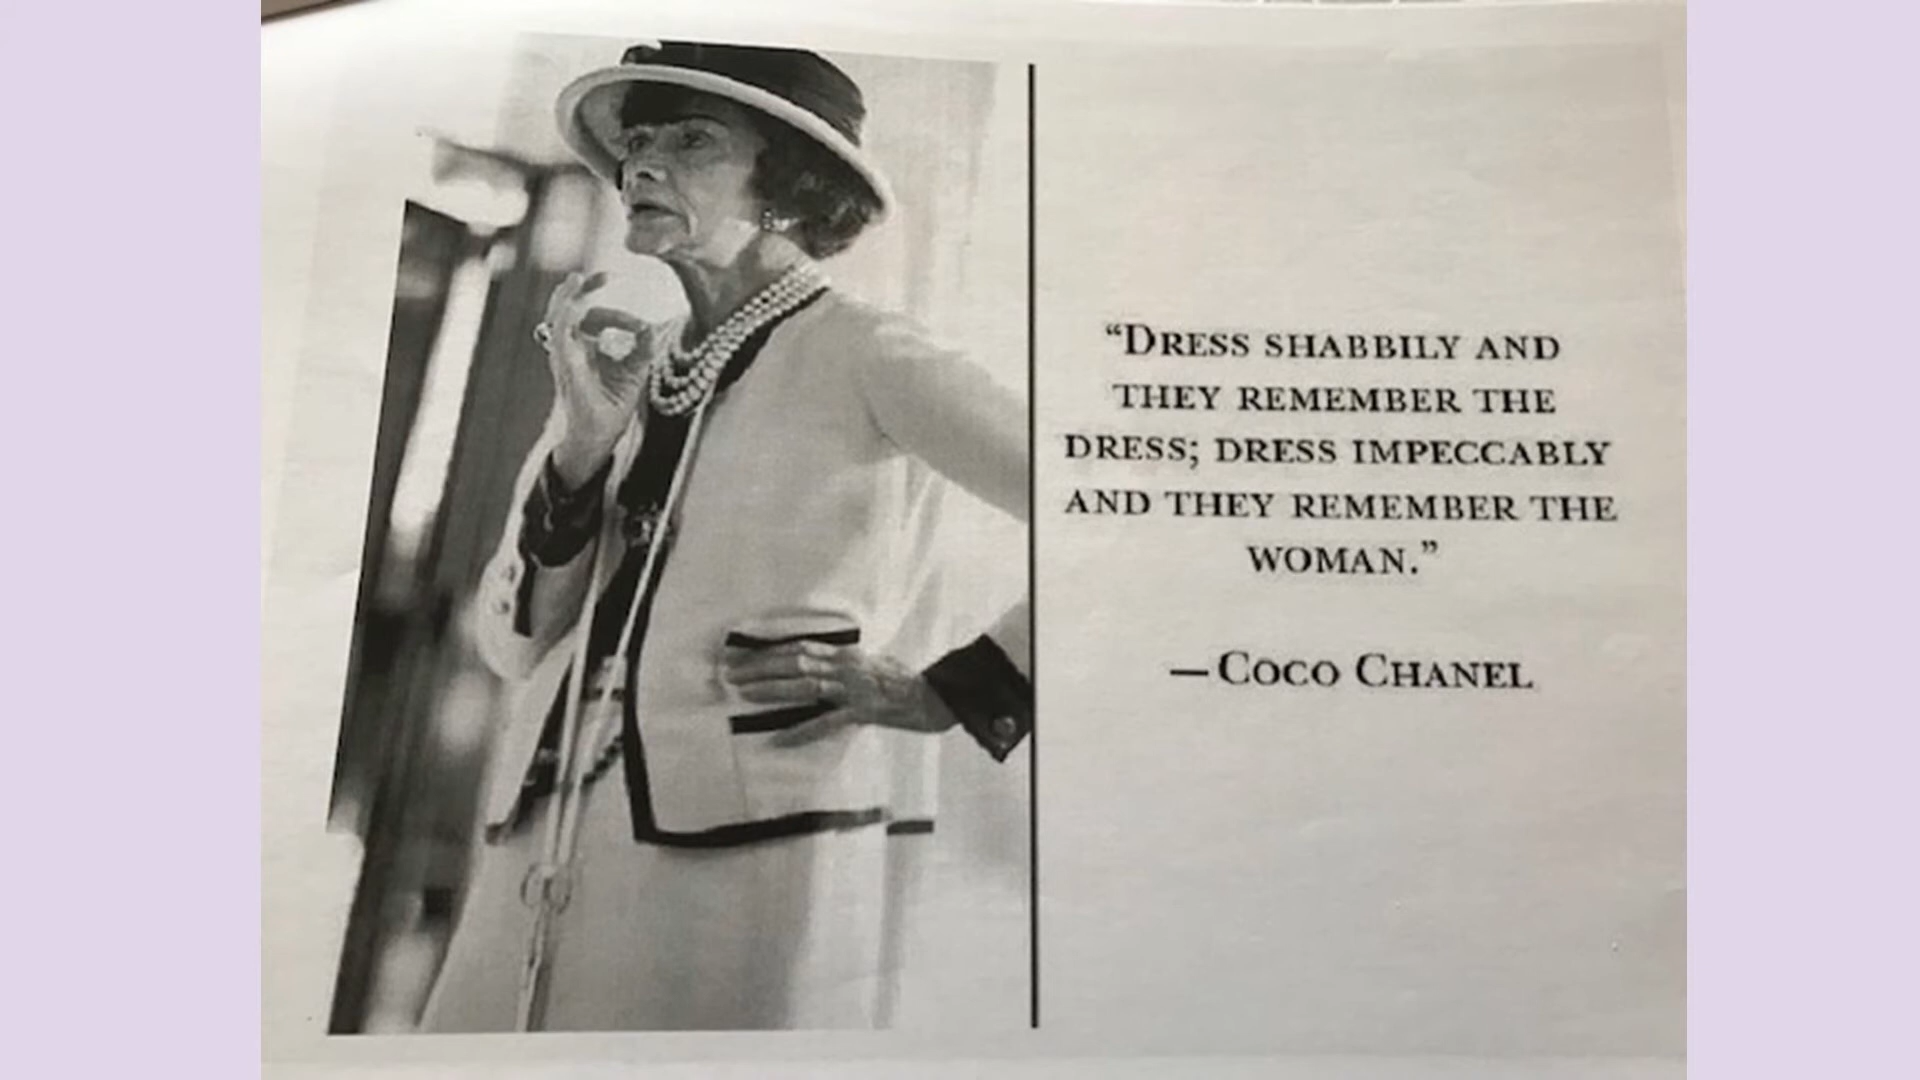 “DRESS SHABBILY AND
THEY REMEMBER THE
DRESS; DRESS IMPECCABLY
AND THEY REMEMBER THE
WOMAN.”
—COCO CHANEL